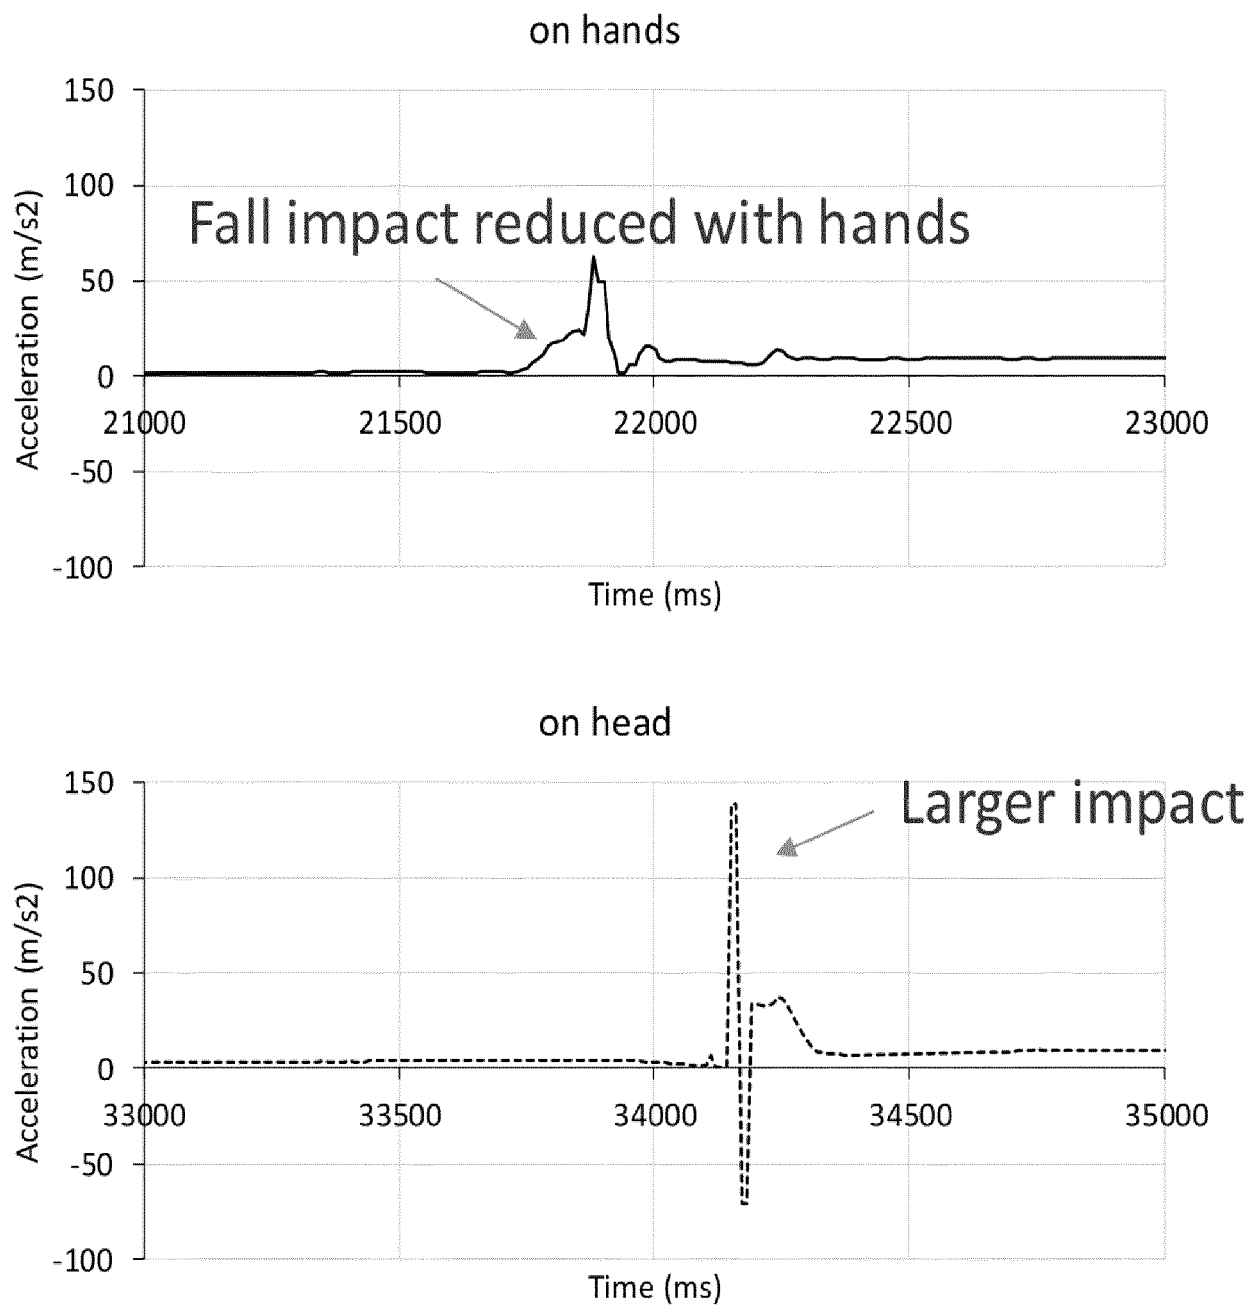 on hands
150
100
Fall impact reduced with hands
50
0
21000 21500 22000 22500 23000
-50
-100
Acceleration (m/s2)
Time (ms)
on head
150
Larger impact
100
50
0
33000 33500 34000 34500 35000
-50
-100
Acceleration (m/s2)
Time (ms)